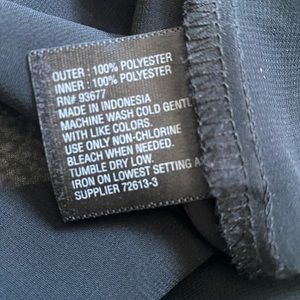 OUTER: 100% POLYESTER
INNER: 100% POLYESTER
RN# 93677
MADE IN INDONESIA
MACHINE WASH COLD GENTL
WITH LIKE COLORS.
USE ONLY NON-CHLORINE
BLEACH WHEN NEEDED.
TUMBLE DRY LOW.
IRON ON LOWEST SETTING A
SUPPLIER 72613-3